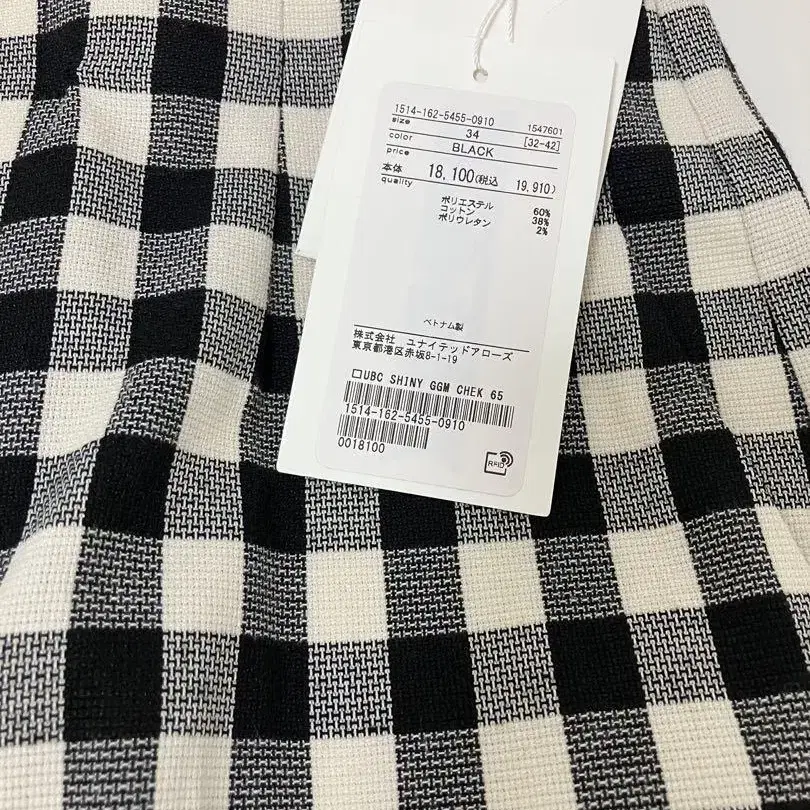 1514-162-5455-0910
1547601
size 34 [32-42]
color BLACK
price
本体 18,100(税込 19,910)
quality
ポリエステル 60%
コットン 38%
ポリウレタン 2%
ベトナム製
株式会社 ユナイテッドアローズ
東京都港区赤坂8-1-19
□UBC SHINY GGM CHEK 65
1514-162-5455-0910
0018100
RFID